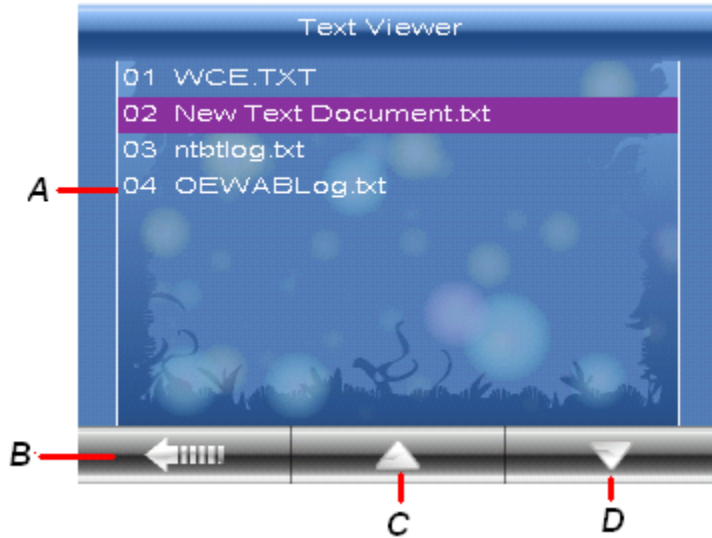 Text Viewer
01 WCE.TXT
02 New Text Document.txt
03 ntbtlog.txt
04 OEWABLog.txt
A
B
C
D